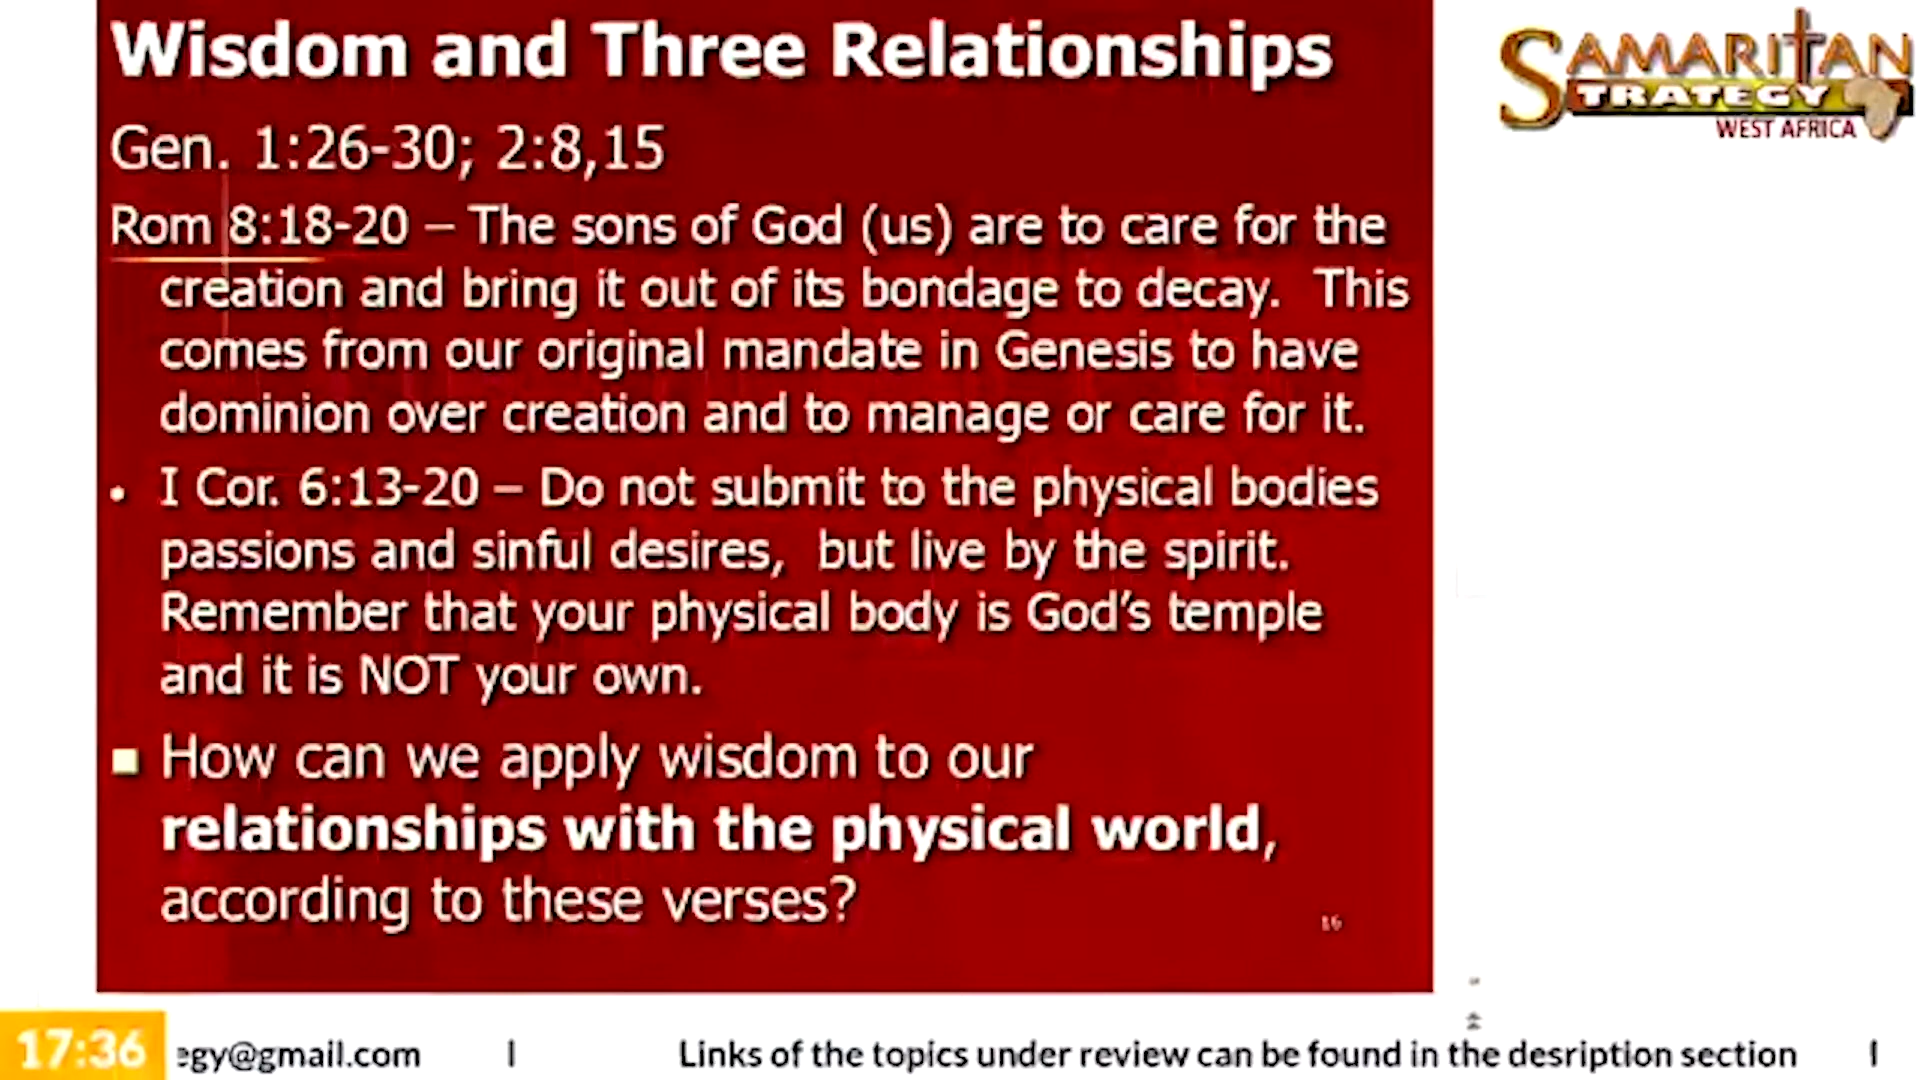 Wisdom and Three Relationships
Gen. 1:26-30; 2:8,15
Rom 8:18-20 – The sons of God (us) are to care for the
creation and bring it out of its bondage to decay. This
comes from our original mandate in Genesis to have
dominion over creation and to manage or care for it.
• I Cor. 6:13-20 – Do not submit to the physical bodies
passions and sinful desires, but live by the spirit.
Remember that your physical body is God's temple
and it is NOT your own.
■ How can we apply wisdom to our
relationships with the physical world,
according to these verses?
16
SAMARITAN
STRATEGY
WEST AFRICA
17:36
egy@gmail.com | Links of the topics under review can be found in the desription section |